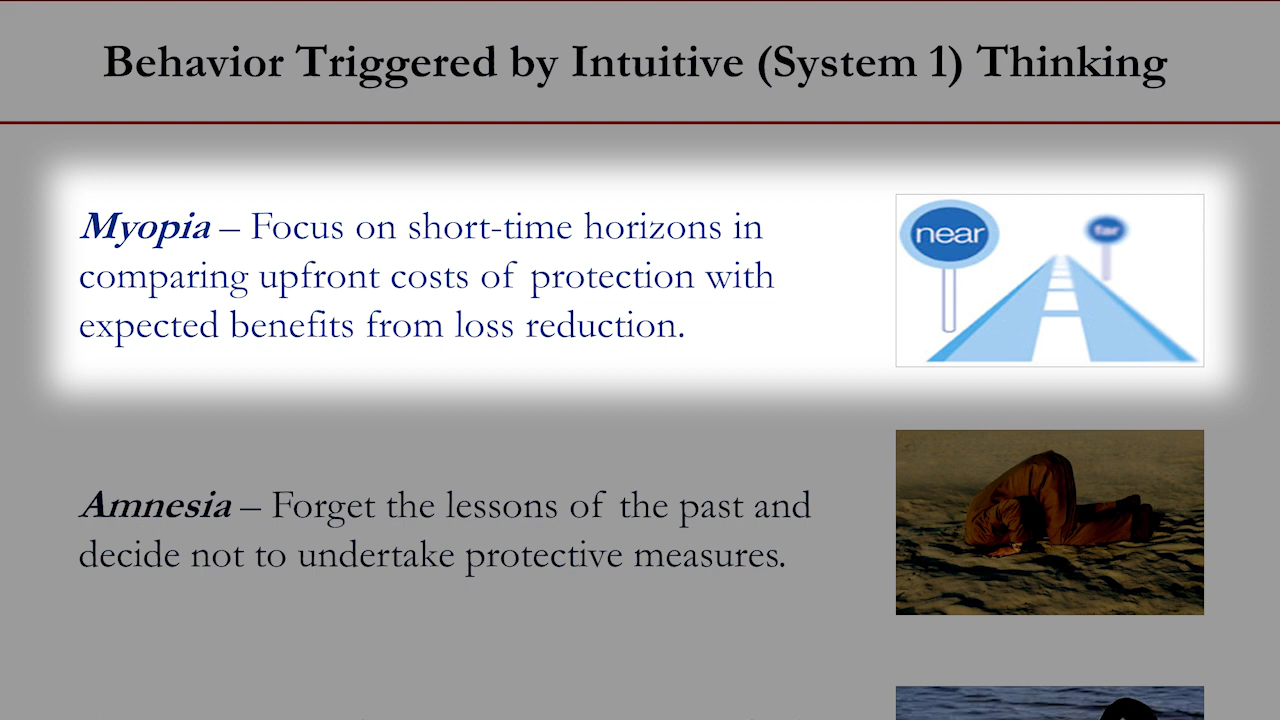 Behavior Triggered by Intuitive (System 1) Thinking
Myopia – Focus on short-time horizons in
comparing upfront costs of protection with
expected benefits from loss reduction.
near
far
Amnesia – Forget the lessons of the past and
decide not to undertake protective measures.